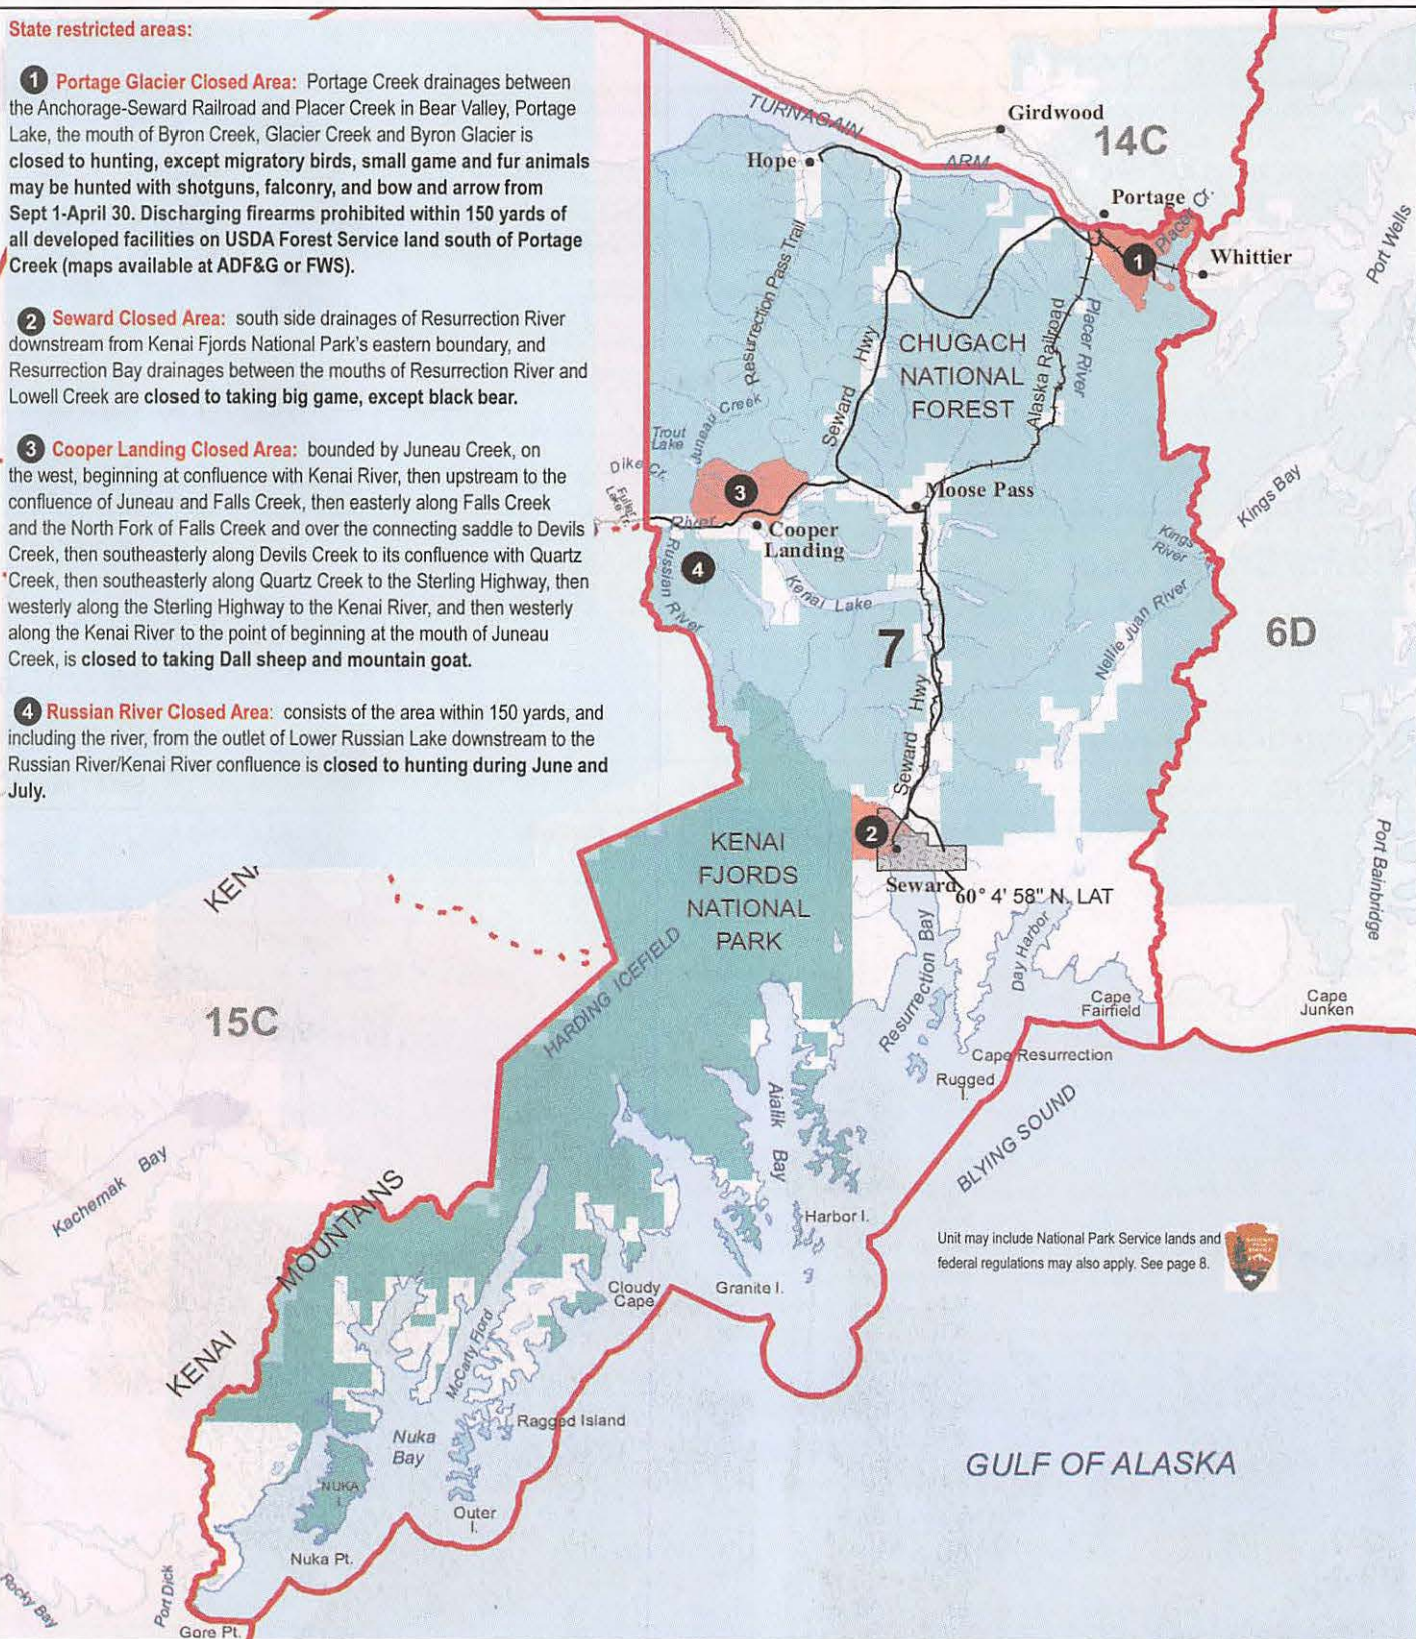 State restricted areas:
1 Portage Glacier Closed Area: Portage Creek drainages between
the Anchorage-Seward Railroad and Placer Creek in Bear Valley, Portage
Lake, the mouth of Byron Creek, Glacier Creek and Byron Glacier is
closed to hunting, except migratory birds, small game and fur animals
may be hunted with shotguns, falconry, and bow and arrow from
Sept 1-April 30. Discharging firearms prohibited within 150 yards of
all developed facilities on USDA Forest Service land south of Portage
Creek (maps available at ADF&G or FWS).
2 Seward Closed Area: south side drainages of Resurrection River
downstream from Kenai Fjords National Park's eastern boundary, and
Resurrection Bay drainages between the mouths of Resurrection River and
Lowell Creek are closed to taking big game, except black bear.
3 Cooper Landing Closed Area: bounded by Juneau Creek, on
the west, beginning at confluence with Kenai River, then upstream to the
confluence of Juneau and Falls Creek, then easterly along Falls Creek
and the North Fork of Falls Creek and over the connecting saddle to Devils
Creek, then southeasterly along Devils Creek to its confluence with Quartz
Creek, then southeasterly along Quartz Creek to the Sterling Highway, then
westerly along the Sterling Highway to the Kenai River, and then westerly
along the Kenai River to the point of beginning at the mouth of Juneau
Creek, is closed to taking Dall sheep and mountain goat.
4 Russian River Closed Area: consists of the area within 150 yards, and
including the river, from the outlet of Lower Russian Lake downstream to the
Russian River/Kenai River confluence is closed to hunting during June and
July.
TURNAGAIN
ARM
Girdwood
14C
Hope
Portage
Placer Cr.
1
Whittier
Port Wells
Resurrection Pass Trail
Seward
Hwy
CHUGACH
NATIONAL
FOREST
Alaska Railroad
Placer River
Juneau Creek
Trout
Lake
Dike Cr.
Fuller
Lake Tr.
3
Moose Pass
River
Cooper
Landing
Russian
River
4
Kenai Lake
Kings Bay
Kings
River
Nellie Juan River
7
6D
Seward
Hwy
2
KENAI
FJORDS
NATIONAL
PARK
Seward
60° 4' 58" N. LAT
Port Bainbridge
KENA
15C
HARDING ICEFIELD
Resurrection Bay
Day Harbor
Cape
Fairfield
Cape
Junken
Cape Resurrection
Rugged
I.
Aialik
Bay
BLYING SOUND
Kachemak Bay
KENAI
MOUNTAINS
Harbor I.
Unit may include National Park Service lands and
federal regulations may also apply. See page 8.
Cloudy
Cape
Granite I.
McCarty Fiord
Ragged Island
Nuka
Bay
GULF OF ALASKA
NUKA
I.
Outer
I.
Nuka Pt.
Port Dick
Rocky Bay
Gore Pt.